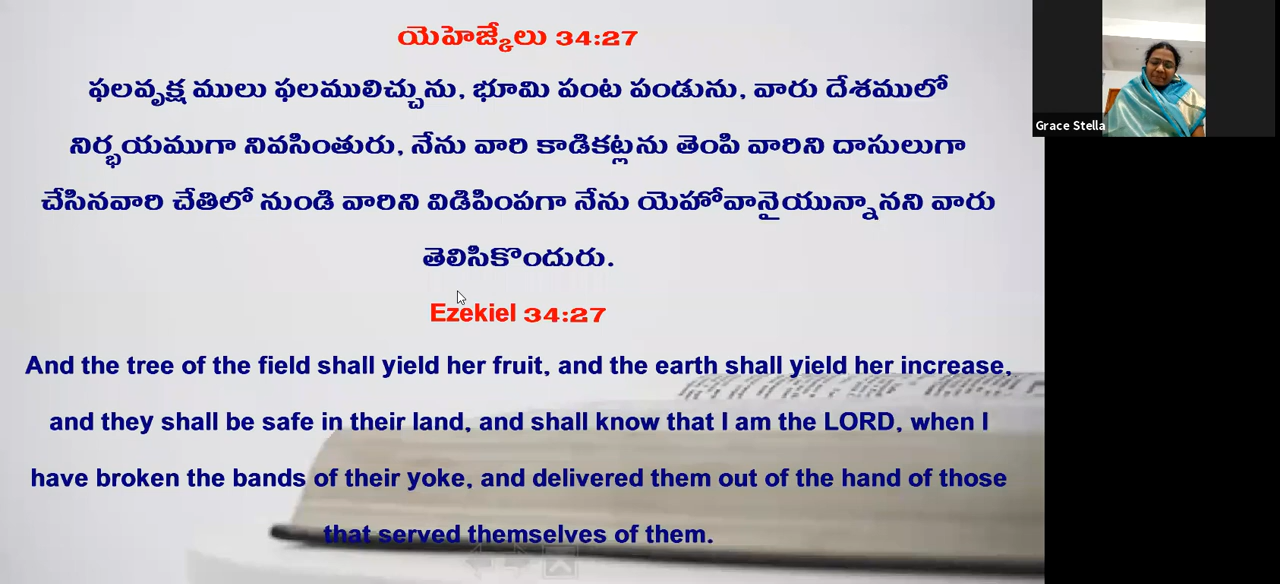 యెహెజ్కేలు 34:27
ఫలవృక్ష ములు ఫలములిచ్చును, భూమి పంట పండును, వారు దేశములో
నిర్భయముగా నివసింతురు, నేను వారి కాడికట్లను తెంపి వారిని దాసులుగా
చేసినవారి చేతిలో నుండి వారిని విడిపింపగా నేను యెహోవానైయున్నానని వారు
తెలిసికొందురు.
Ezekiel 34:27
And the tree of the field shall yield her fruit, and the earth shall yield her increase,
and they shall be safe in their land, and shall know that I am the LORD, when I
have broken the bands of their yoke, and delivered them out of the hand of those
that served themselves of them.
Grace Stella